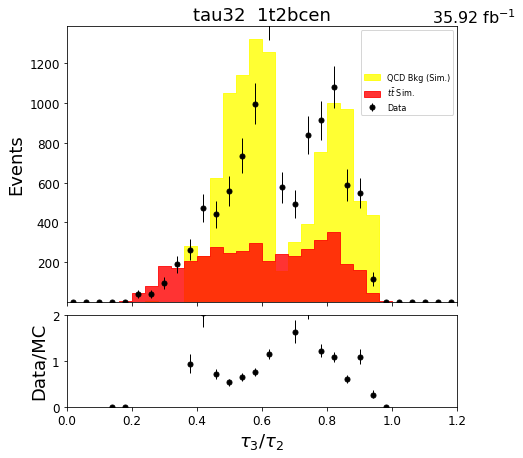 tau32 1t2bcen
35.92 fb⁻¹
QCD Bkg (Sim.)
tt̄ Sim.
Data
Events
1200
1000
800
600
400
200
Data/MC
2
1
0
0.0 0.2 0.4 0.6 0.8 1.0 1.2
τ₃/τ₂